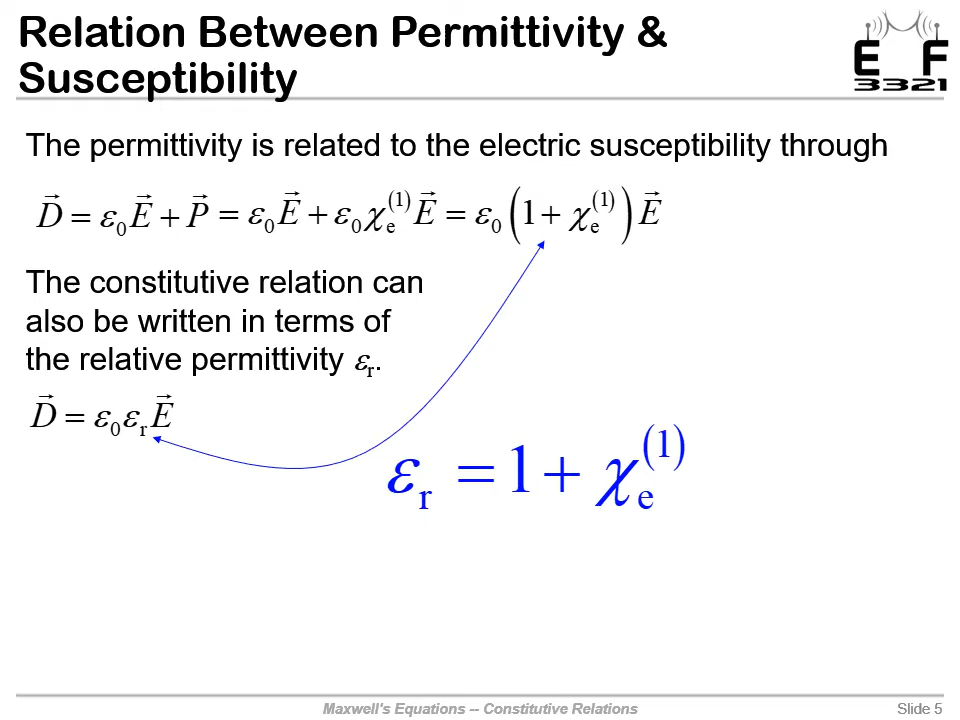 Relation Between Permittivity &
Susceptibility
E F
3321
The permittivity is related to the electric susceptibility through
D⃗ = ε₀E⃗ + P⃗ = ε₀E⃗ + ε₀χₑ⁽¹⁾E⃗ = ε₀(1 + χₑ⁽¹⁾)E⃗
The constitutive relation can
also be written in terms of
the relative permittivity εᵣ.
D⃗ = ε₀εᵣE⃗
εᵣ = 1 + χₑ⁽¹⁾
Maxwell's Equations -- Constitutive Relations
Slide 5